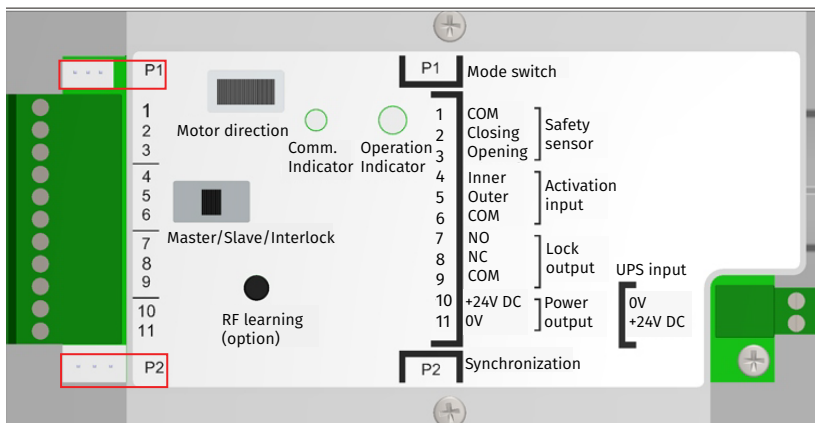 P1
1
2
3
4
5
6
7
8
9
10
11
P2
Motor direction
Comm.
Indicator
Operation
Indicator
Master/Slave/Interlock
RF learning
(option)
P1 Mode switch
1 COM
2 Closing
3 Opening
Safety
sensor
4 Inner
5 Outer
6 COM
Activation
input
7 NO
8 NC
9 COM
Lock
output
10 +24V DC
11 0V
Power
output
UPS input
0V
+24V DC
P2 Synchronization